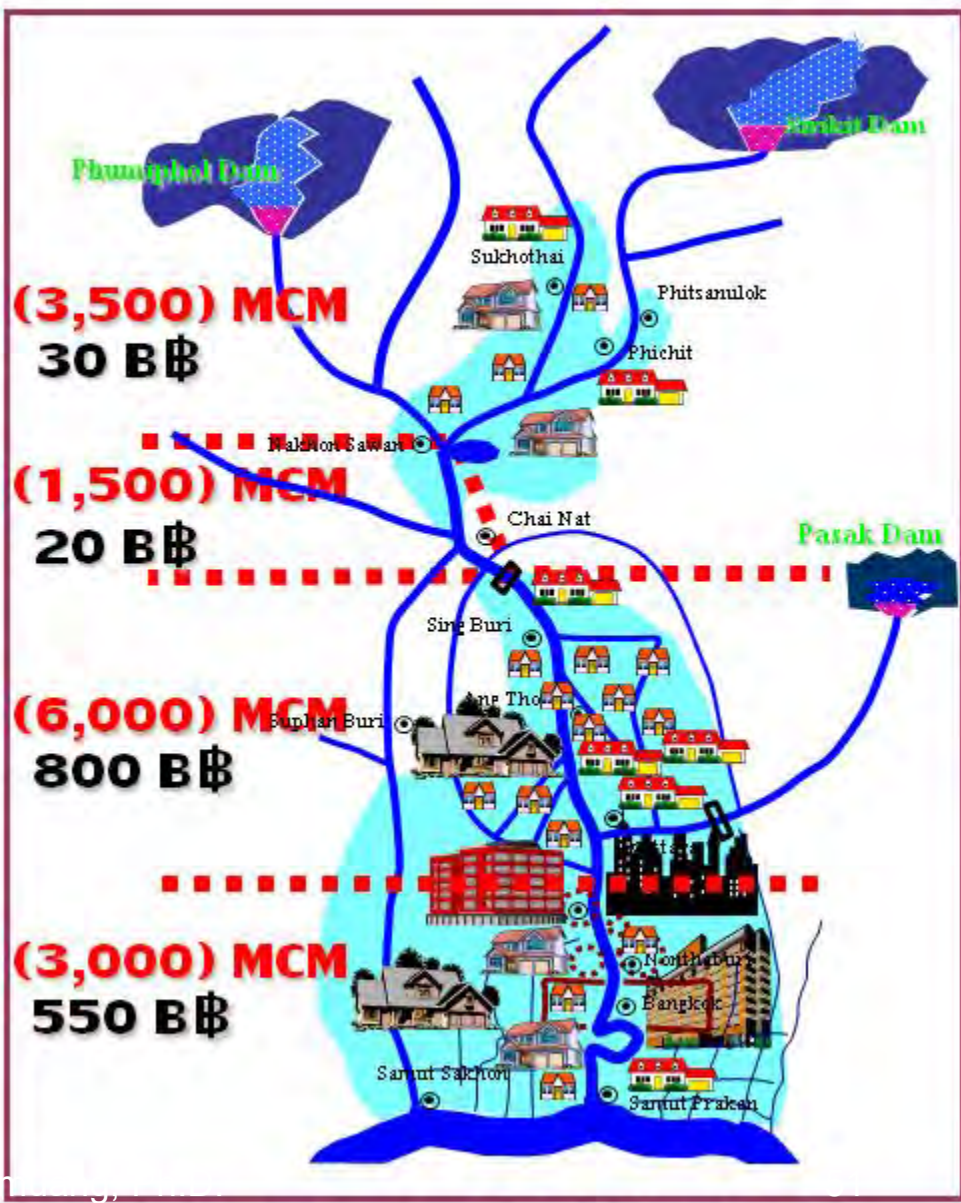 Sirikit Dam
Phumiphol Dam
Sukhothai
(3,500) MCM
30 B฿
Phitsanulok
Phichit
Nakhon Sawan
(1,500) MCM
20 B฿
Chai Nat
Pasak Dam
Sing Buri
Ang Tho
(6,000) MCM
Suphan Buri
800 B฿
(3,000) MCM
550 B฿
Nonthaburi
Bangkok
Samut Sakhon
Samut Prakan